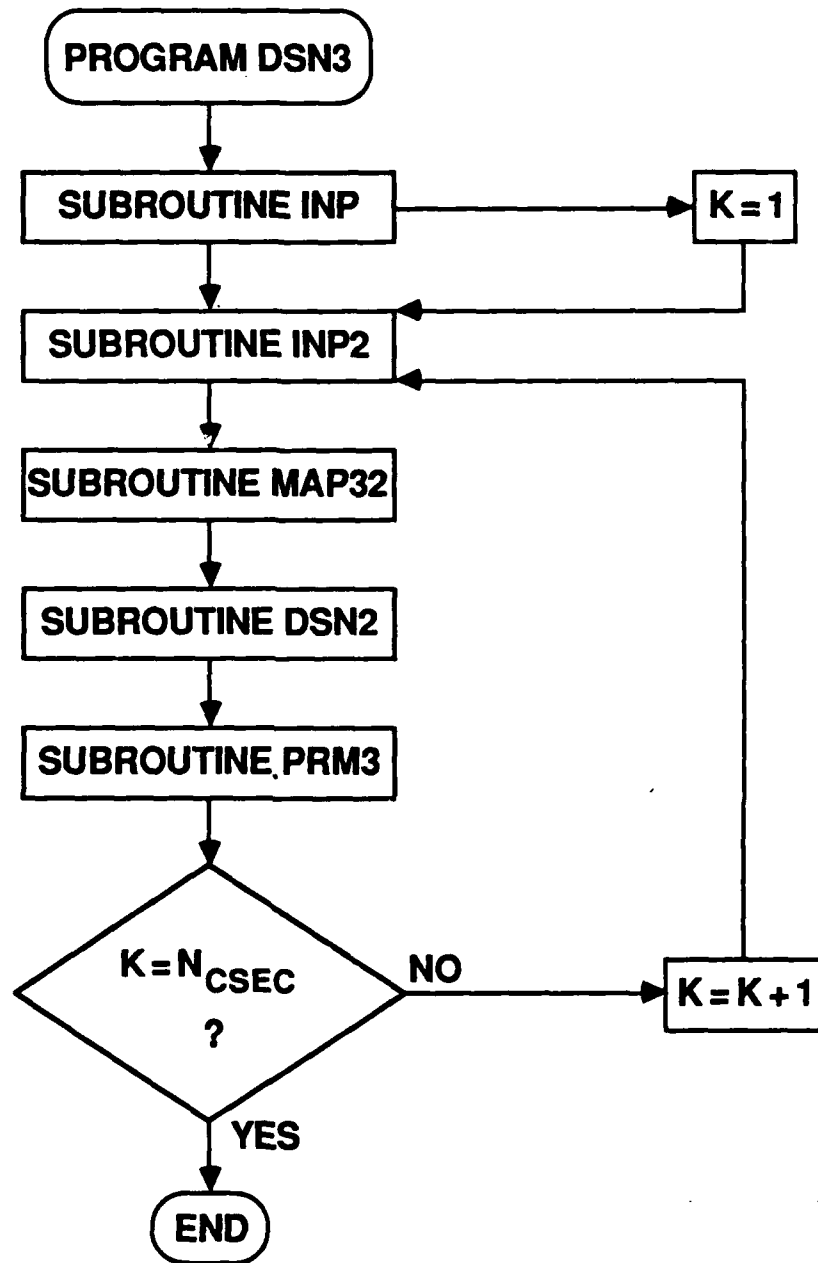 PROGRAM DSN3
SUBROUTINE INP
K = 1
SUBROUTINE INP2
SUBROUTINE MAP32
SUBROUTINE DSN2
SUBROUTINE PRM3
K = NCSEC
?
NO
K = K + 1
YES
END